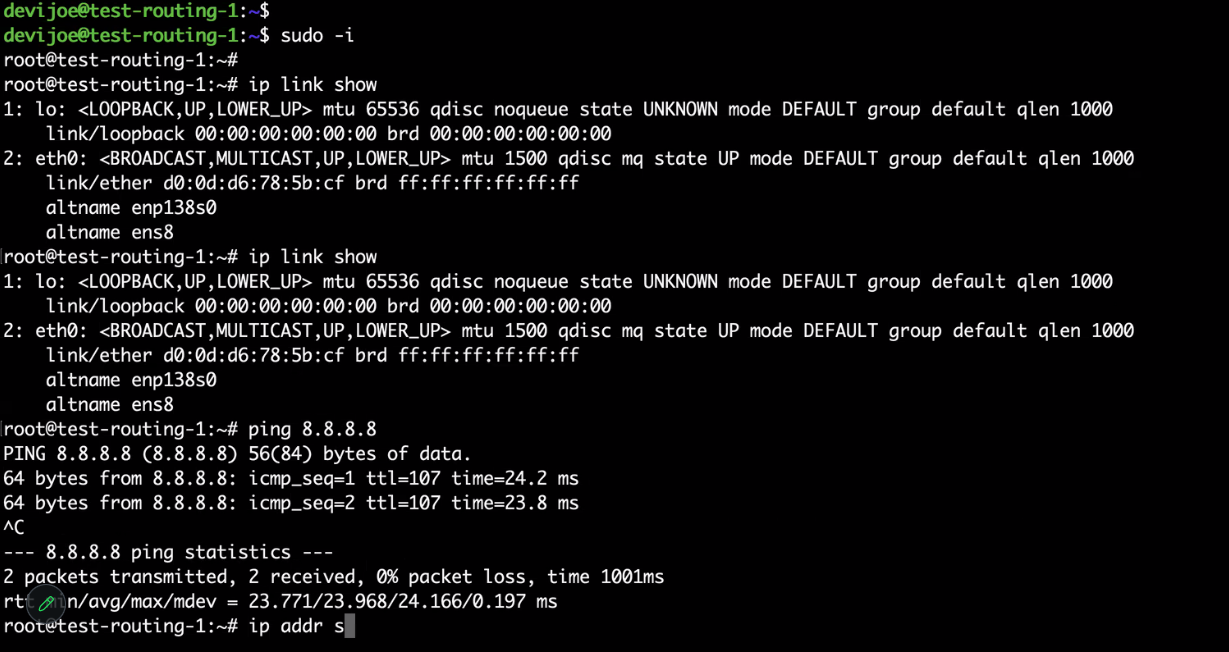 devijoe@test-routing-1:~$
devijoe@test-routing-1:~$ sudo -i
root@test-routing-1:~#
root@test-routing-1:~# ip link show
1: lo: <LOOPBACK,UP,LOWER_UP> mtu 65536 qdisc noqueue state UNKNOWN mode DEFAULT group default qlen 1000
    link/loopback 00:00:00:00:00:00 brd 00:00:00:00:00:00
2: eth0: <BROADCAST,MULTICAST,UP,LOWER_UP> mtu 1500 qdisc mq state UP mode DEFAULT group default qlen 1000
    link/ether d0:0d:d6:78:5b:cf brd ff:ff:ff:ff:ff:ff
    altname enp138s0
    altname ens8
root@test-routing-1:~# ip link show
1: lo: <LOOPBACK,UP,LOWER_UP> mtu 65536 qdisc noqueue state UNKNOWN mode DEFAULT group default qlen 1000
    link/loopback 00:00:00:00:00:00 brd 00:00:00:00:00:00
2: eth0: <BROADCAST,MULTICAST,UP,LOWER_UP> mtu 1500 qdisc mq state UP mode DEFAULT group default qlen 1000
    link/ether d0:0d:d6:78:5b:cf brd ff:ff:ff:ff:ff:ff
    altname enp138s0
    altname ens8
root@test-routing-1:~# ping 8.8.8.8
PING 8.8.8.8 (8.8.8.8) 56(84) bytes of data.
64 bytes from 8.8.8.8: icmp_seq=1 ttl=107 time=24.2 ms
64 bytes from 8.8.8.8: icmp_seq=2 ttl=107 time=23.8 ms
^C
--- 8.8.8.8 ping statistics ---
2 packets transmitted, 2 received, 0% packet loss, time 1001ms
rtt min/avg/max/mdev = 23.771/23.968/24.166/0.197 ms
root@test-routing-1:~# ip addr s